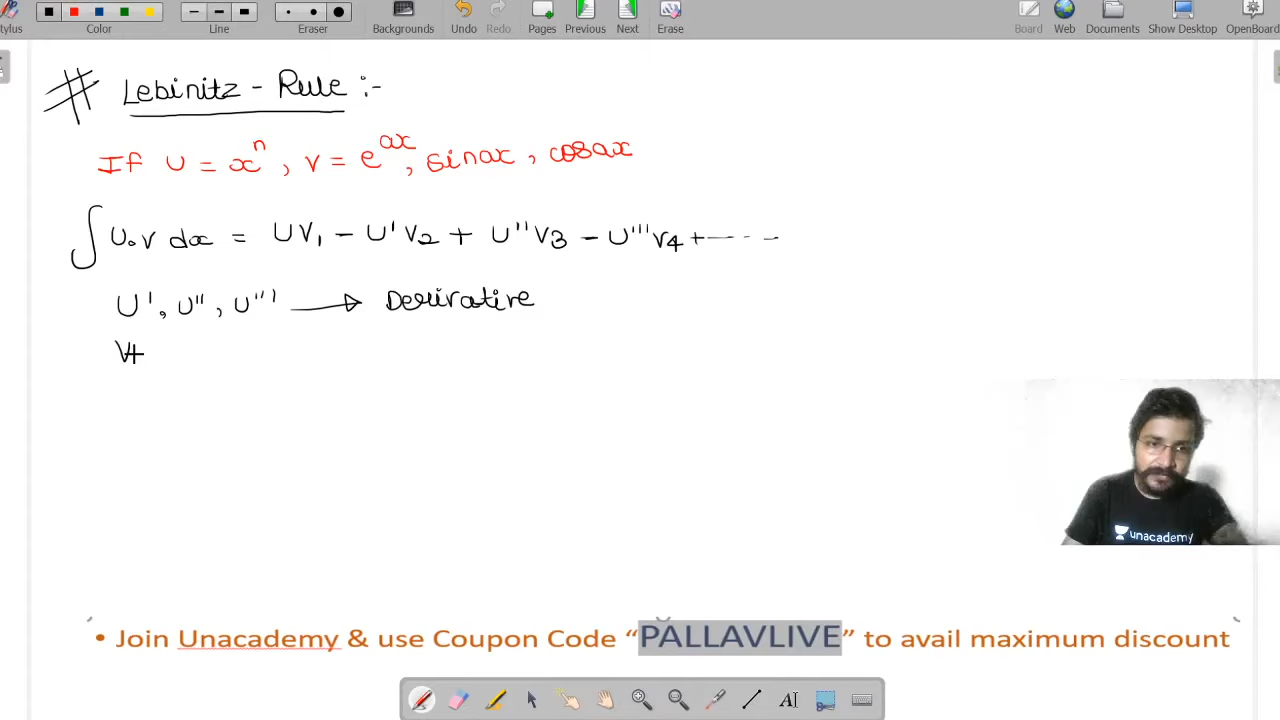 tylus Color Line Eraser Backgrounds Undo Redo Pages Previous Next Erase Board Web Documents Show Desktop OpenBoard
# Lebinitz - Rule :-
If U = x^n, v = e^ax, sinax, cosax
∫ U.v dx = UV₁ - U'V₂ + U''V₃ - U'''V₄ + ----
U', U'', U''' → Derivative
V
unacademy
• Join Unacademy & use Coupon Code “PALLAVLIVE” to avail maximum discount